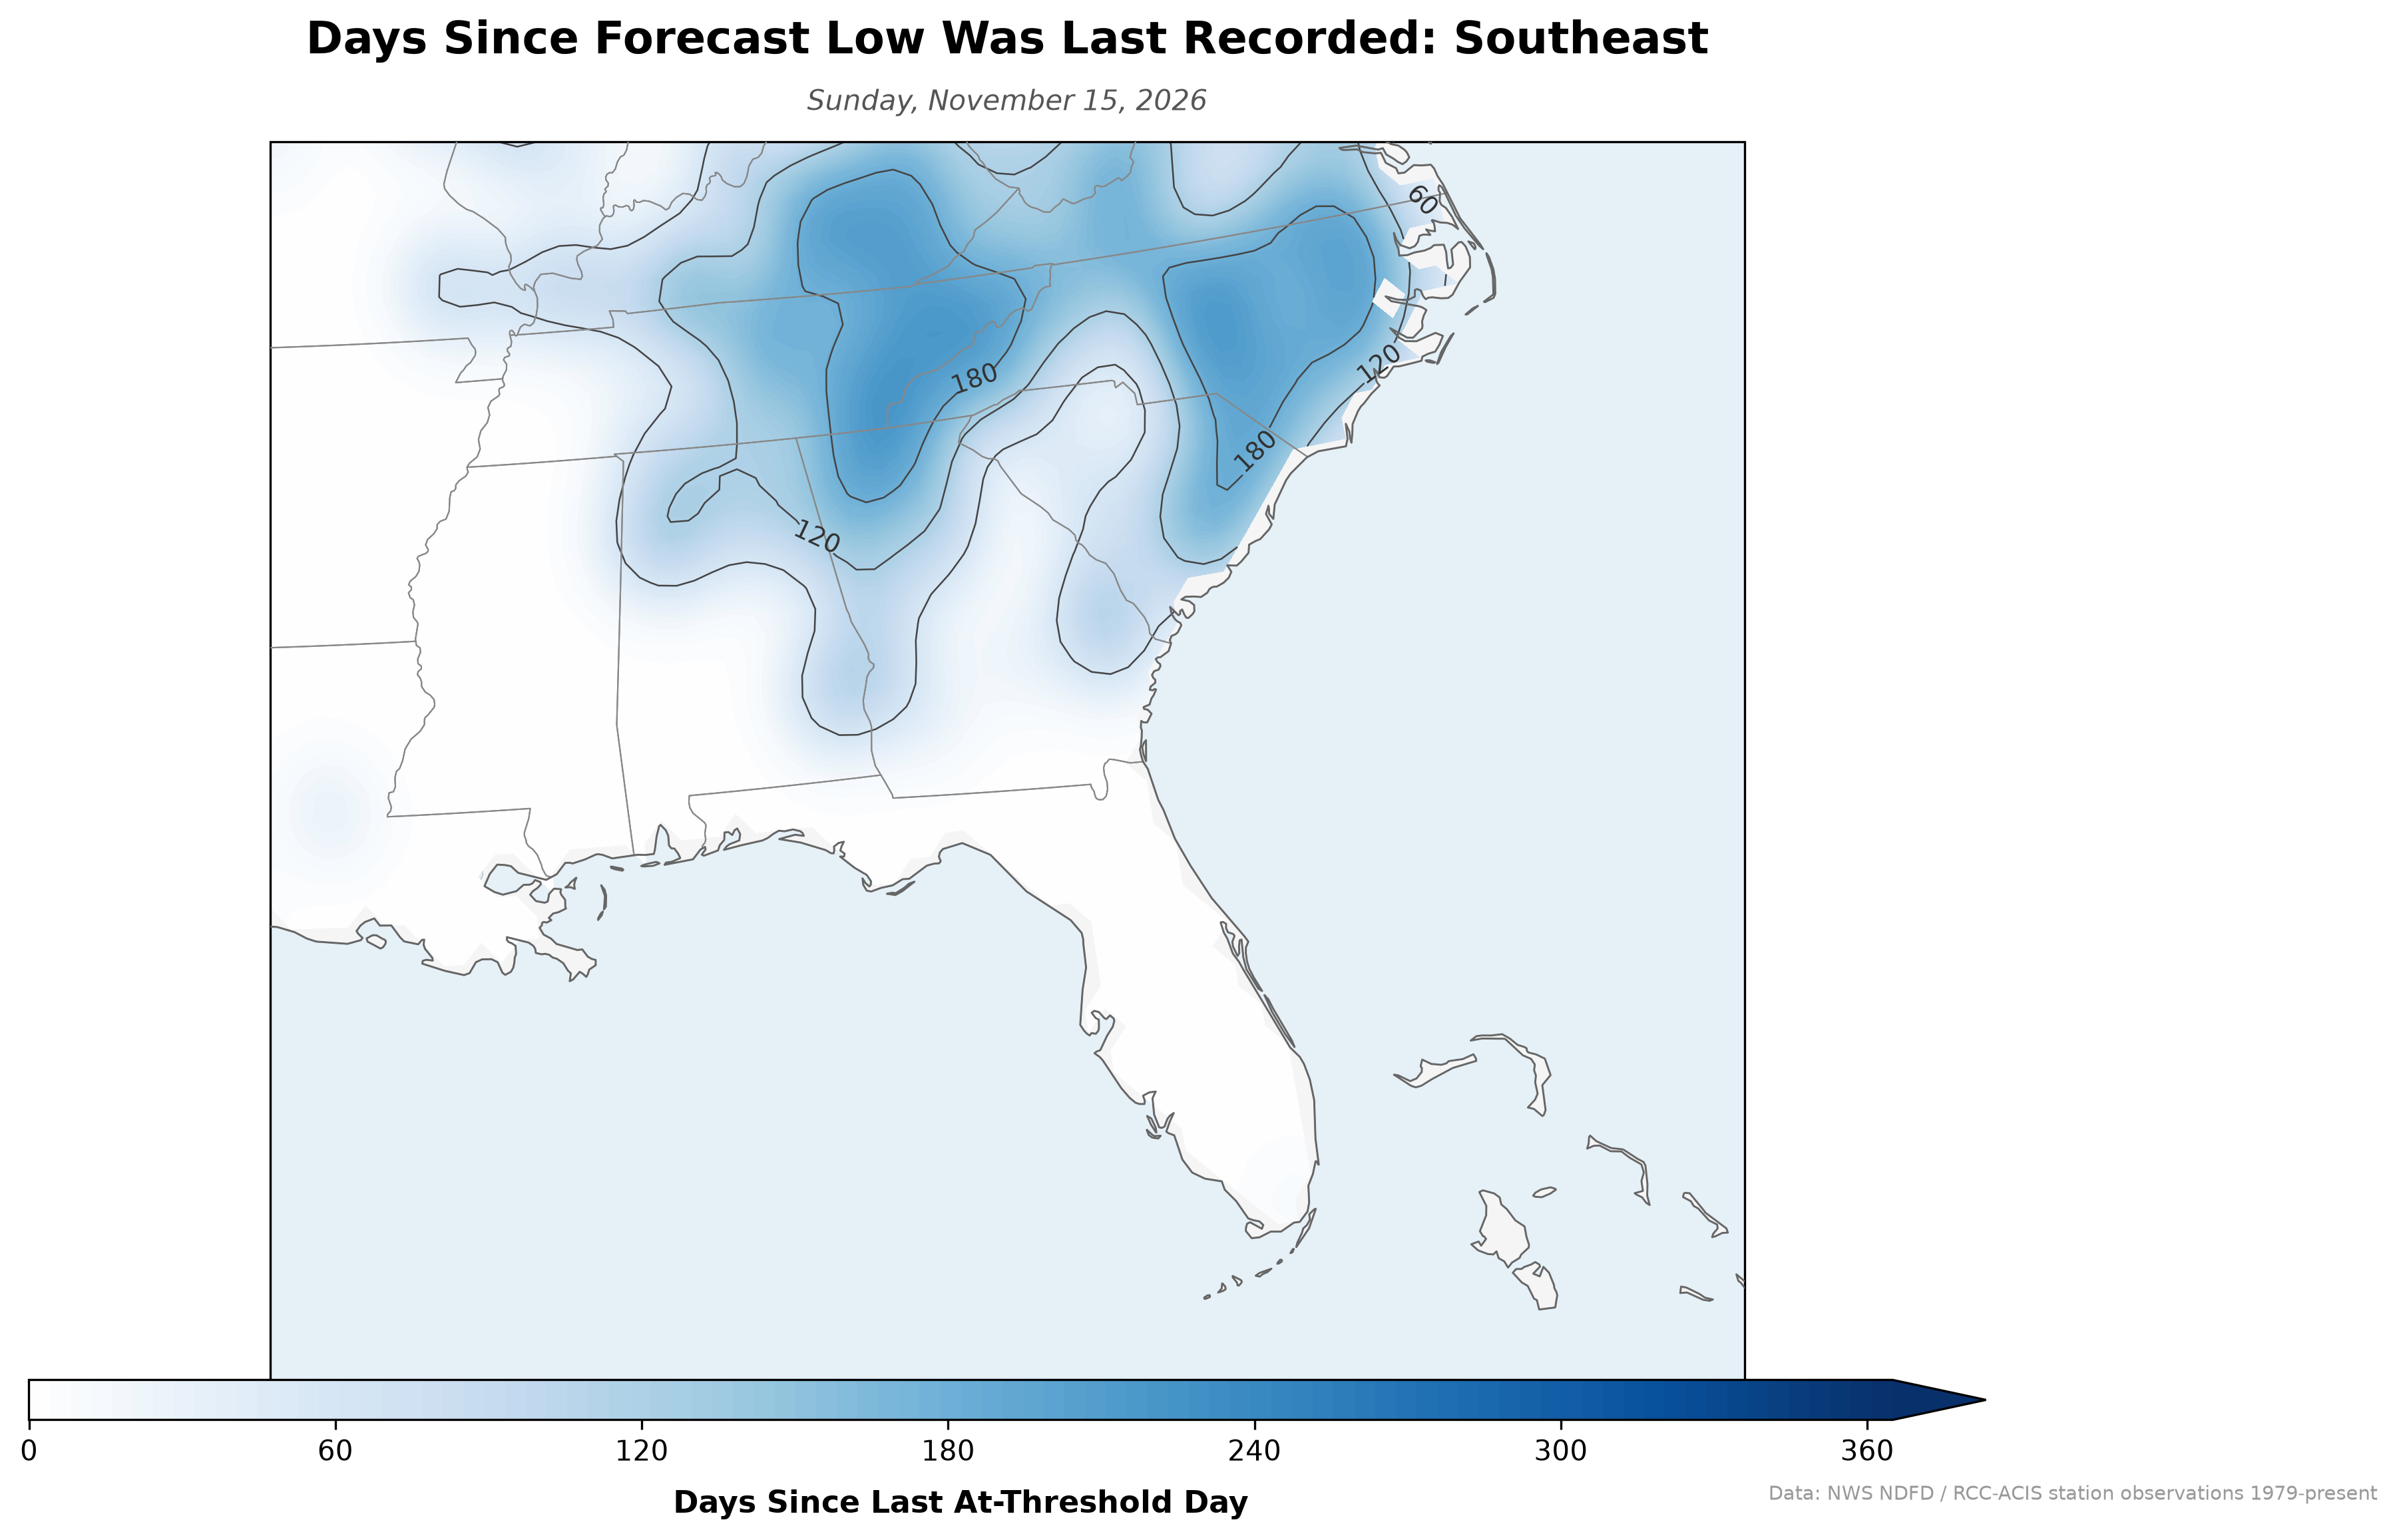 Days Since Forecast Low Was Last Recorded: Southeast
Sunday, November 15, 2026
60
180
120
180
120
0 60 120 180 240 300 360
Days Since Last At-Threshold Day
Data: NWS NDFD / RCC-ACIS station observations 1979-present